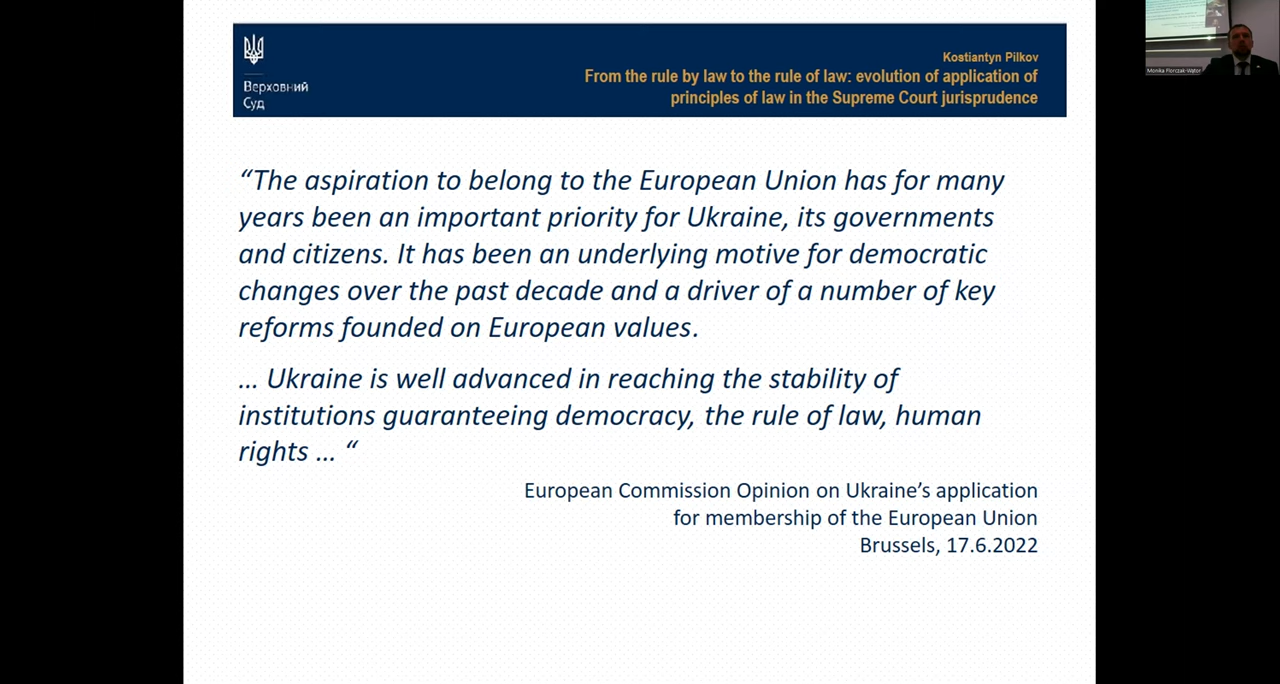 Верховний
Суд
Kostiantyn Pilkov
From the rule by law to the rule of law: evolution of application of
principles of law in the Supreme Court jurisprudence
“The aspiration to belong to the European Union has for many
years been an important priority for Ukraine, its governments
and citizens. It has been an underlying motive for democratic
changes over the past decade and a driver of a number of key
reforms founded on European values.
… Ukraine is well advanced in reaching the stability of
institutions guaranteeing democracy, the rule of law, human
rights … “
European Commission Opinion on Ukraine’s application
for membership of the European Union
Brussels, 17.6.2022
Monika Florczak-Wątor